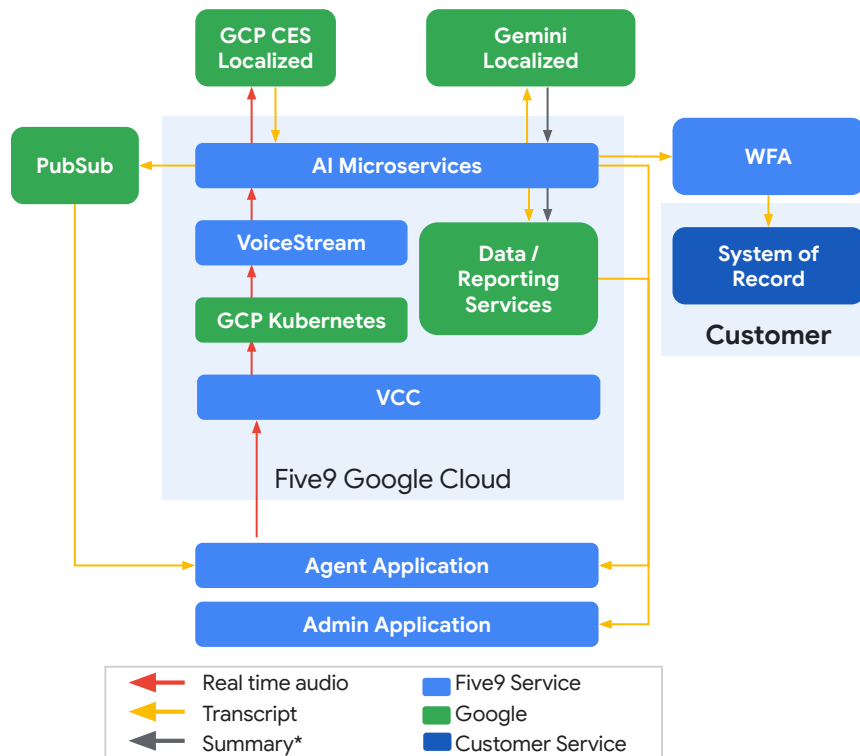 GCP CES
Localized
Gemini
Localized
PubSub
AI Microservices
WFA
VoiceStream
Data /
Reporting
Services
System of
Record
GCP Kubernetes
Customer
VCC
Five9 Google Cloud
Agent Application
Admin Application
Real time audio
Five9 Service
Transcript
Google
Summary*
Customer Service